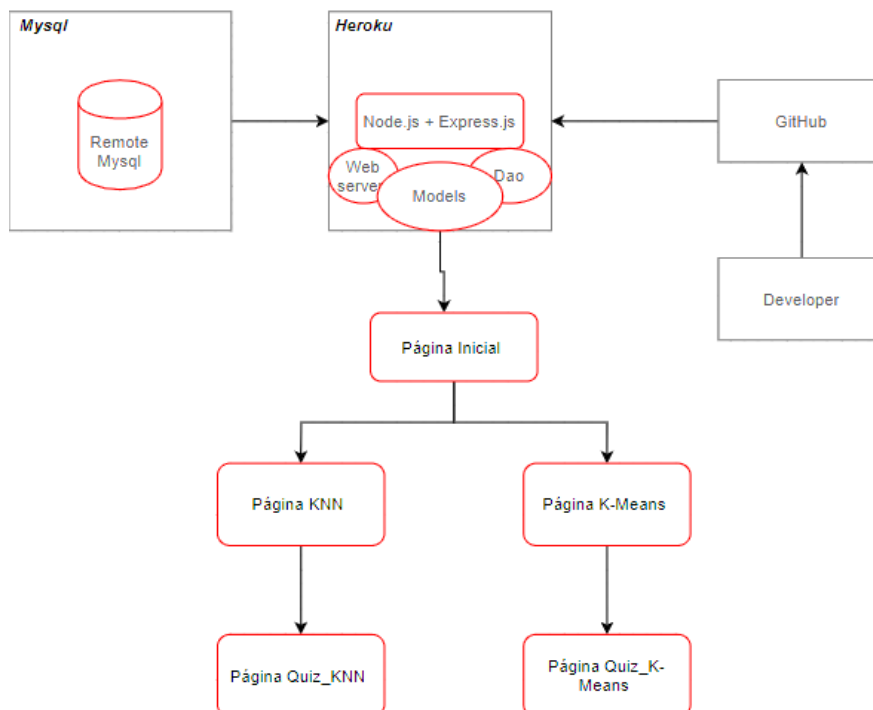 Mysql
Heroku
Remote
Mysql
Node.js + Express.js
Web
server
Models
Dao
GitHub
Developer
Página Inicial
Página KNN
Página K-Means
Página Quiz_KNN
Página Quiz_K-
Means